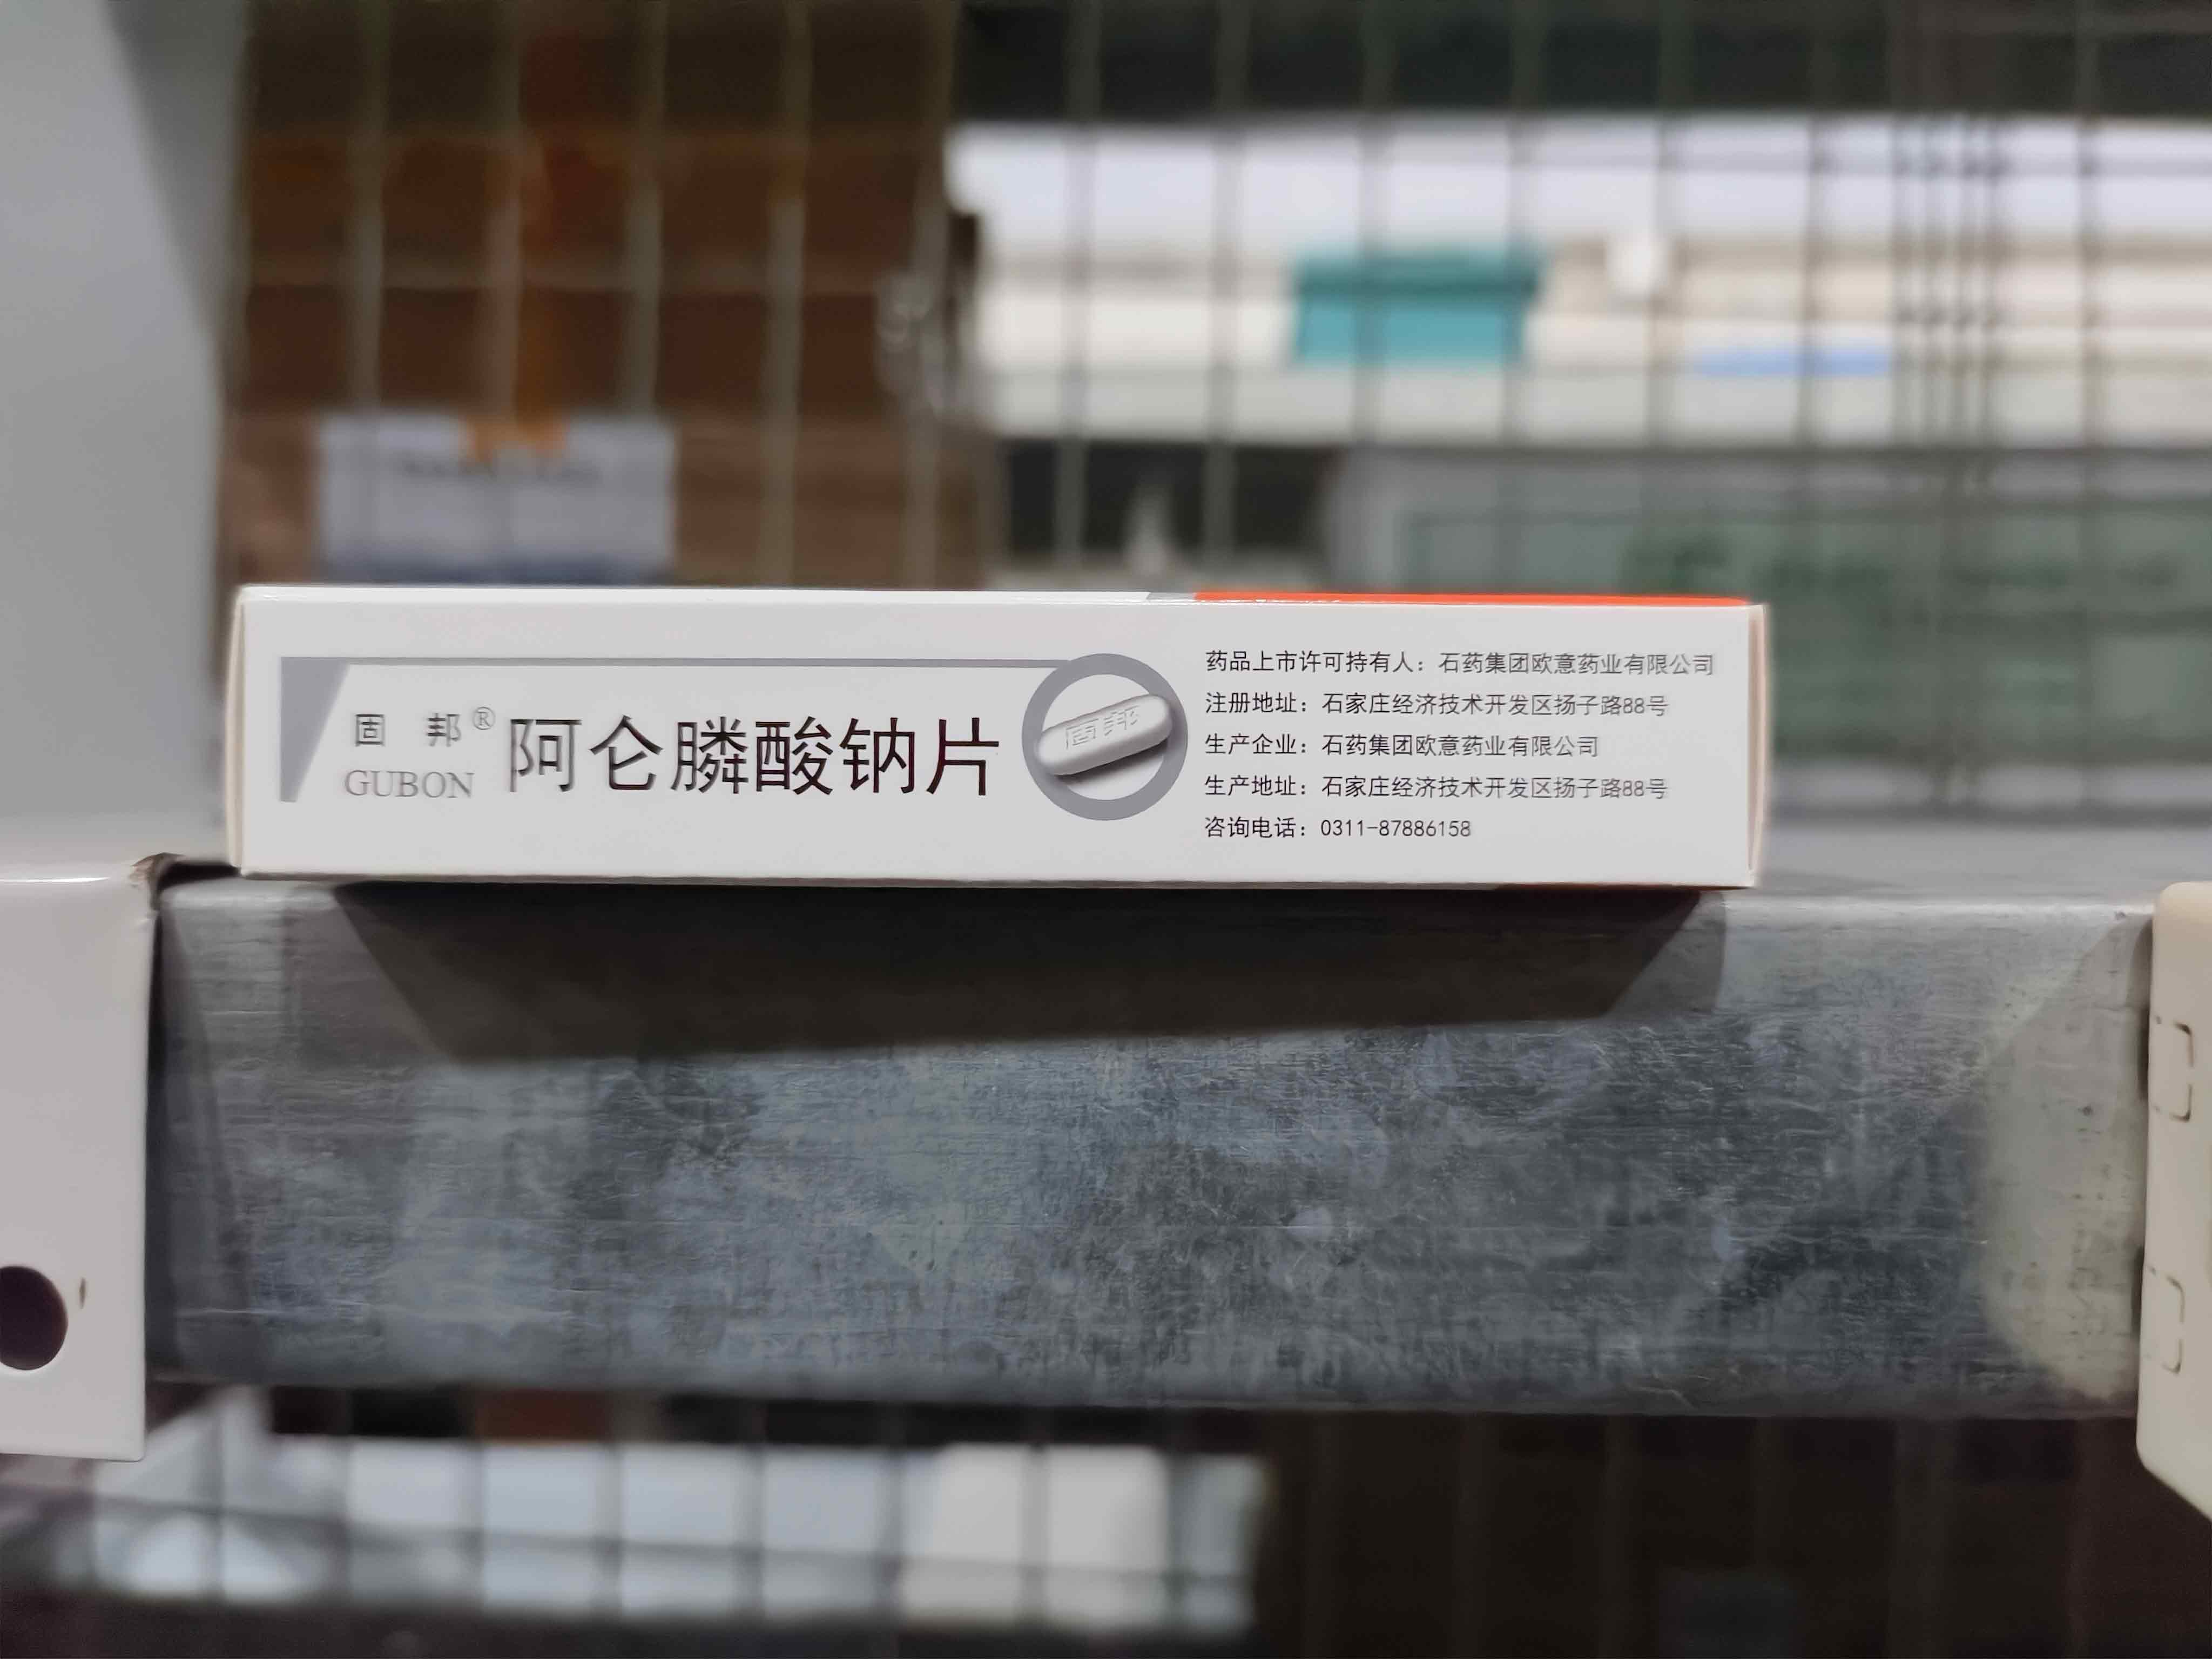 固 邦®
GUBON
阿仑膦酸钠片
固邦
药品上市许可持有人：石药集团欧意药业有限公司
注册地址：石家庄经济技术开发区扬子路88号
生产企业：石药集团欧意药业有限公司
生产地址：石家庄经济技术开发区扬子路88号
咨询电话：0311-87886158